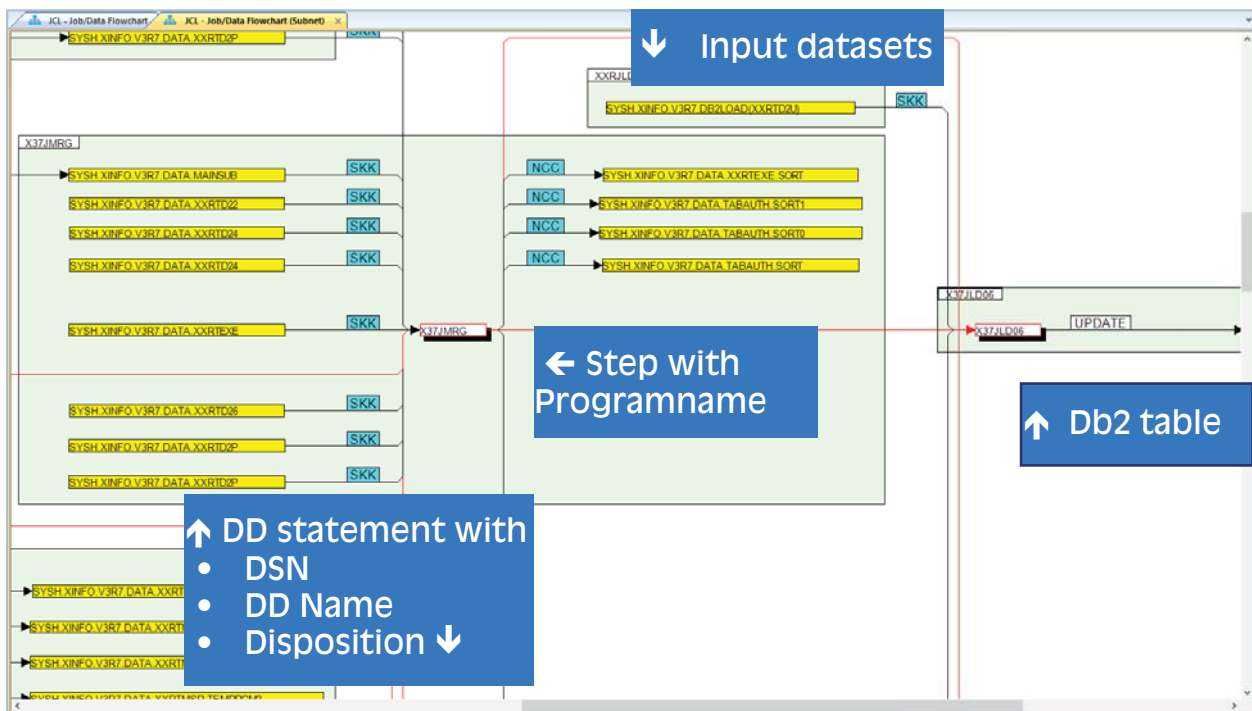 JCL - Job/Data Flowchart
JCL - Job/Data Flowchart (Subnet) ×
SYSH.XINFO.V3R7.DATA.XXRTD2P
SKK
↓ Input datasets
SYSH.XINFO.V3R7.DB2LOAD(XXRTD2U)
SKK
X37JMRG
SYSH.XINFO.V3R7.DATA.MAINSUB
SKK
NCC
SYSH.XINFO.V3R7.DATA.XXRTEXE.SORT
SYSH.XINFO.V3R7.DATA.XXRTD22
SKK
NCC
SYSH.XINFO.V3R7.DATA.TABAUTH.SORT1
SYSH.XINFO.V3R7.DATA.XXRTD24
SKK
NCC
SYSH.XINFO.V3R7.DATA.TABAUTH.SORT0
SYSH.XINFO.V3R7.DATA.XXRTD24
SKK
NCC
SYSH.XINFO.V3R7.DATA.TABAUTH.SORT
X37JLD06
SYSH.XINFO.V3R7.DATA.XXRTEXE
SKK
X37JMRG
X37JLD06
UPDATE
← Step with
Programname
↑ Db2 table
SYSH.XINFO.V3R7.DATA.XXRTD26
SKK
SYSH.XINFO.V3R7.DATA.XXRTD2P
SKK
SYSH.XINFO.V3R7.DATA.XXRTD2P
SKK
↑ DD statement with
• DSN
• DD Name
• Disposition ↓